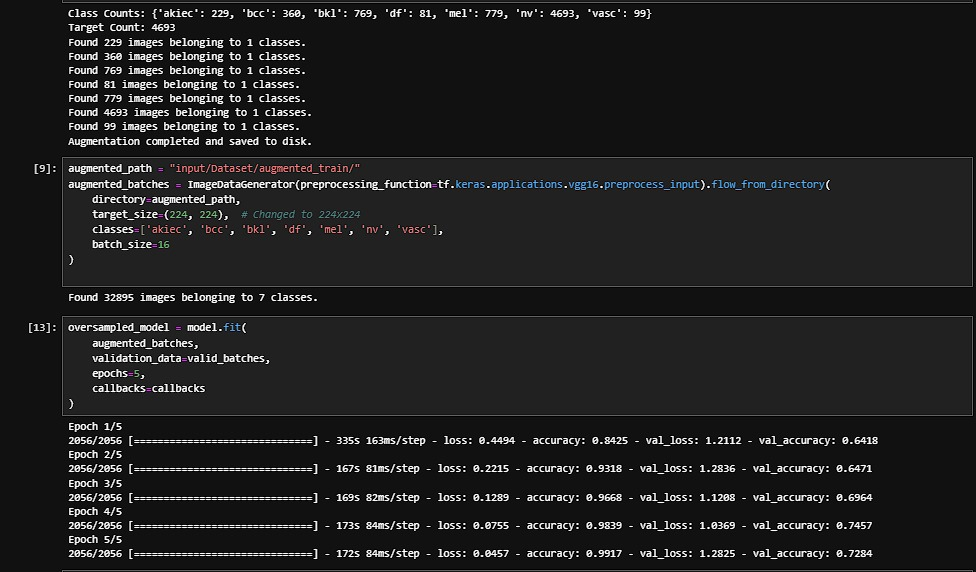 Class Counts: {'akiec': 229, 'bcc': 360, 'bkl': 769, 'df': 81, 'mel': 779, 'nv': 4693, 'vasc': 99}
Target Count: 4693
Found 229 images belonging to 1 classes.
Found 360 images belonging to 1 classes.
Found 769 images belonging to 1 classes.
Found 81 images belonging to 1 classes.
Found 779 images belonging to 1 classes.
Found 4693 images belonging to 1 classes.
Found 99 images belonging to 1 classes.
Augmentation completed and saved to disk.
[9]: augmented_path = "input/Dataset/augmented_train/"
augmented_batches = ImageDataGenerator(preprocessing_function=tf.keras.applications.vgg16.preprocess_input).flow_from_directory(
    directory=augmented_path,
    target_size=(224, 224),  # Changed to 224x224
    classes=['akiec', 'bcc', 'bkl', 'df', 'mel', 'nv', 'vasc'],
    batch_size=16
)
Found 32895 images belonging to 7 classes.
[13]: oversampled_model = model.fit(
    augmented_batches,
    validation_data=valid_batches,
    epochs=5,
    callbacks=callbacks
)
Epoch 1/5
2056/2056 [==============================] - 335s 163ms/step - loss: 0.4494 - accuracy: 0.8425 - val_loss: 1.2112 - val_accuracy: 0.6418
Epoch 2/5
2056/2056 [==============================] - 167s 81ms/step - loss: 0.2215 - accuracy: 0.9318 - val_loss: 1.2836 - val_accuracy: 0.6471
Epoch 3/5
2056/2056 [==============================] - 169s 82ms/step - loss: 0.1289 - accuracy: 0.9668 - val_loss: 1.1208 - val_accuracy: 0.6964
Epoch 4/5
2056/2056 [==============================] - 173s 84ms/step - loss: 0.0755 - accuracy: 0.9839 - val_loss: 1.0369 - val_accuracy: 0.7457
Epoch 5/5
2056/2056 [==============================] - 172s 84ms/step - loss: 0.0457 - accuracy: 0.9917 - val_loss: 1.2825 - val_accuracy: 0.7284